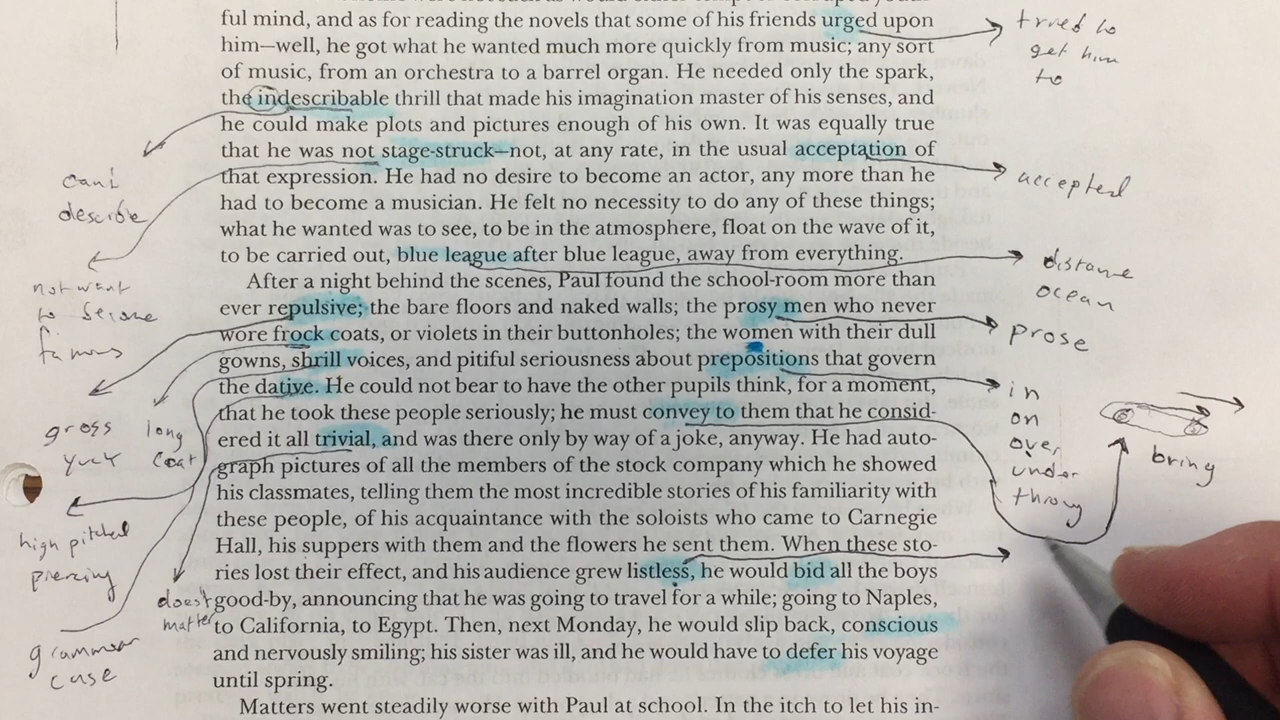 ful mind, and as for reading the novels that some of his friends urged upon
him—well, he got what he wanted much more quickly from music; any sort
of music, from an orchestra to a barrel organ. He needed only the spark,
the indescribable thrill that made his imagination master of his senses, and
he could make plots and pictures enough of his own. It was equally true
that he was not stage-struck—not, at any rate, in the usual acceptation of
that expression. He had no desire to become an actor, any more than he
had to become a musician. He felt no necessity to do any of these things;
what he wanted was to see, to be in the atmosphere, float on the wave of it,
to be carried out, blue league after blue league, away from everything.
After a night behind the scenes, Paul found the school-room more than
ever repulsive; the bare floors and naked walls; the prosy men who never
wore frock coats, or violets in their buttonholes; the women with their dull
gowns, shrill voices, and pitiful seriousness about prepositions that govern
the dative. He could not bear to have the other pupils think, for a moment,
that he took these people seriously; he must convey to them that he consid-
ered it all trivial, and was there only by way of a joke, anyway. He had auto-
graph pictures of all the members of the stock company which he showed
his classmates, telling them the most incredible stories of his familiarity with
these people, of his acquaintance with the soloists who came to Carnegie
Hall, his suppers with them and the flowers he sent them. When these sto-
ries lost their effect, and his audience grew listless, he would bid all the boys
good-by, announcing that he was going to travel for a while; going to Naples,
to California, to Egypt. Then, next Monday, he would slip back, conscious
and nervously smiling; his sister was ill, and he would have to defer his voyage
until spring.
Matters went steadily worse with Paul at school. In the itch to let his in-
can't
describe
not want
to
famous
gross
yuck
long
coat
high pitched
piercing
doesn't
matter
grammar
case
tried to
get him
to
accepted
distance
ocean
prose
in
on
over
under
bring